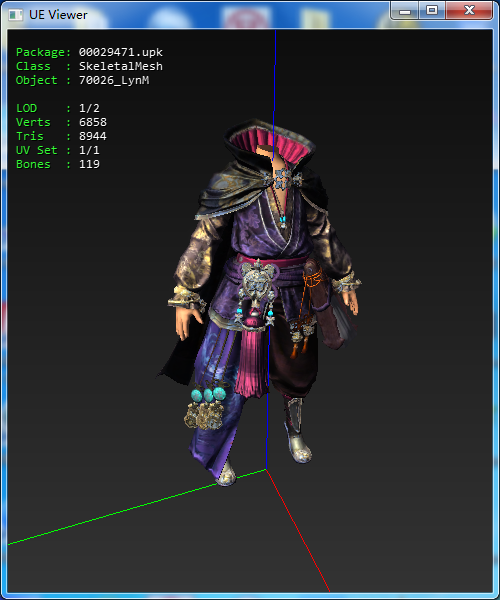 UE Viewer
Package: 00029471.upk
Class : SkeletalMesh
Object : 70026_LynM
LOD : 1/2
Verts : 6858
Tris : 8944
UV Set : 1/1
Bones : 119